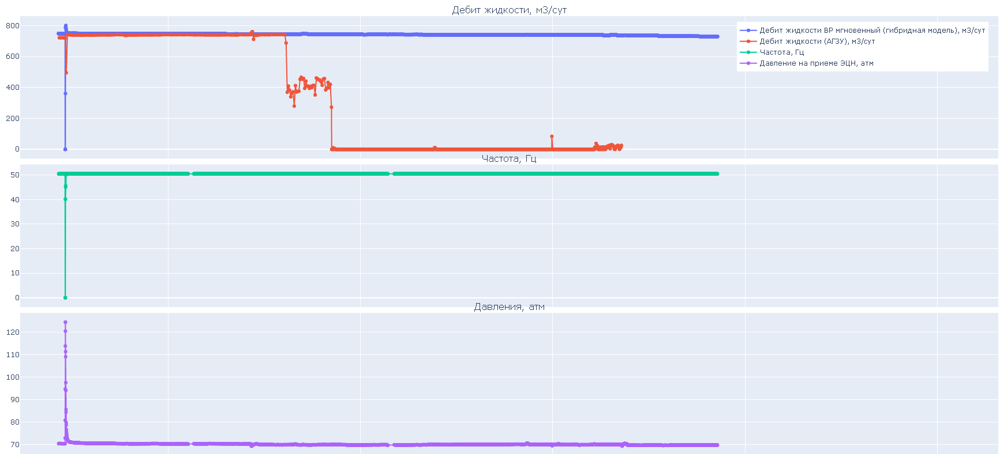 Дебит жидкости, м3/сут
800
600
400
200
0
Дебит жидкости ВР мгновенный (гибридная модель), м3/сут
Дебит жидкости (АГЗУ), м3/сут
Частота, Гц
Давление на приеме ЭЦН, атм
Частота, Гц
50
40
30
20
10
0
Давления, атм
120
110
100
90
80
70